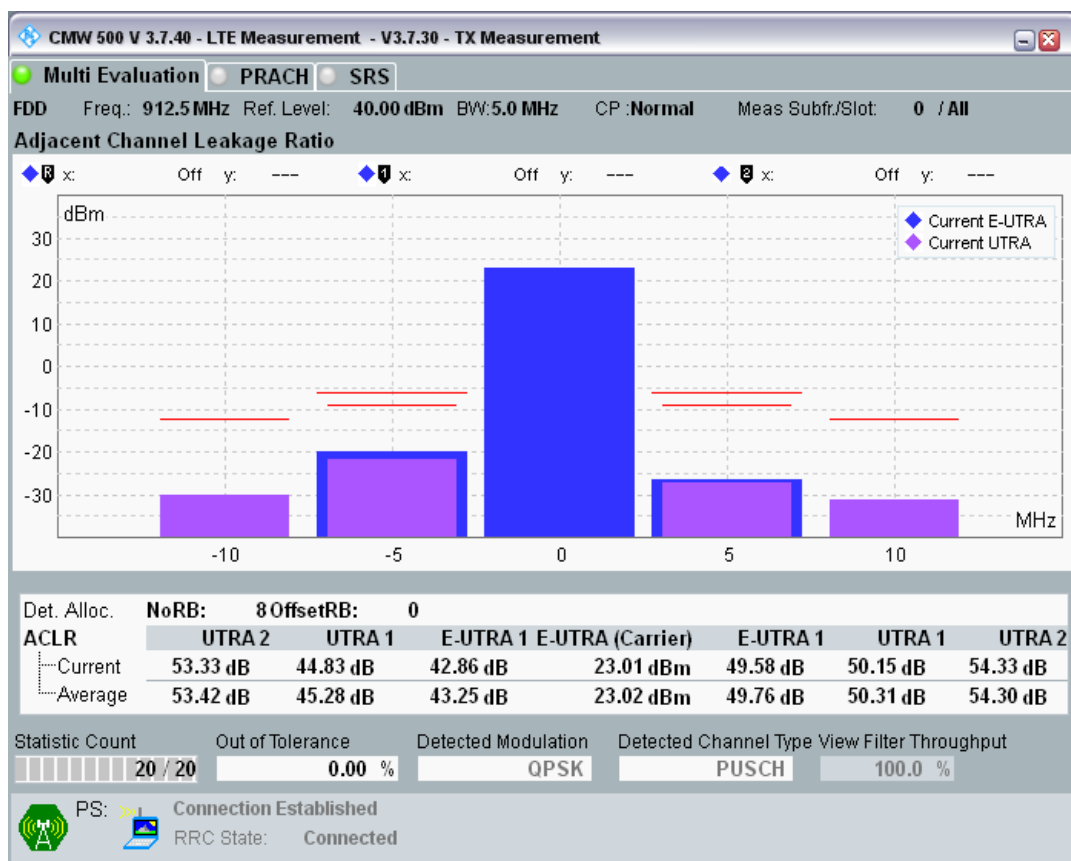 CMW 500 V 3.7.40 - LTE Measurement - V3.7.30 - TX Measurement
Multi Evaluation PRACH SRS
FDD Freq.: 912.5 MHz Ref. Level: 40.00 dBm BW:5.0 MHz CP :Normal Meas Subfr./Slot: 0 / All
Adjacent Channel Leakage Ratio
R x: Off y: --- 1 x: Off y: --- 2 x: Off y: ---
dBm
Current E-UTRA
Current UTRA
30
20
10
0
-10
-20
-30
MHz
-10 -5 0 5 10
Det. Alloc. NoRB: 8 OffsetRB: 0
ACLR UTRA 2 UTRA 1 E-UTRA 1 E-UTRA (Carrier) E-UTRA 1 UTRA 1 UTRA 2
Current 53.33 dB 44.83 dB 42.86 dB 23.01 dBm 49.58 dB 50.15 dB 54.33 dB
Average 53.42 dB 45.28 dB 43.25 dB 23.02 dBm 49.76 dB 50.31 dB 54.30 dB
Statistic Count Out of Tolerance Detected Modulation Detected Channel Type View Filter Throughput
20 / 20 0.00 % QPSK PUSCH 100.0 %
PS: Connection Established
RRC State: Connected